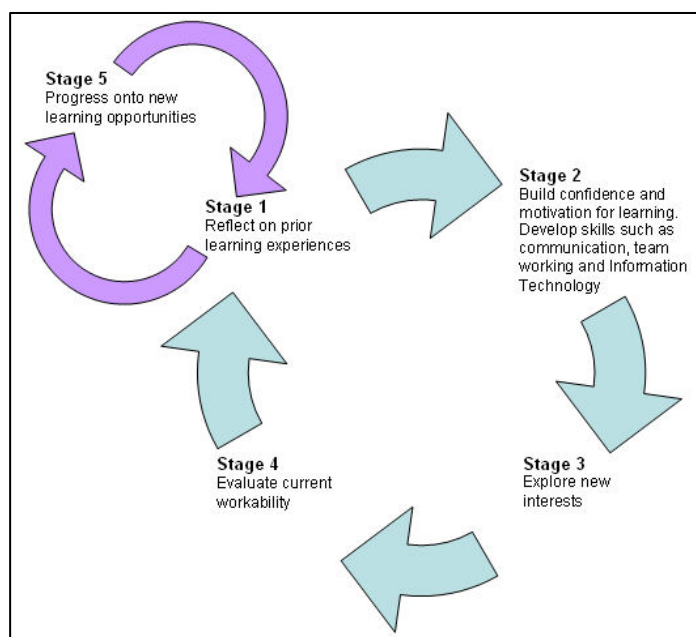 Stage 5
Progress onto new
learning opportunities
Stage 1
Reflect on prior
learning experiences
Stage 2
Build confidence and
motivation for learning.
Develop skills such as
communication, team
working and Information
Technology
Stage 3
Explore new
interests
Stage 4
Evaluate current
workability